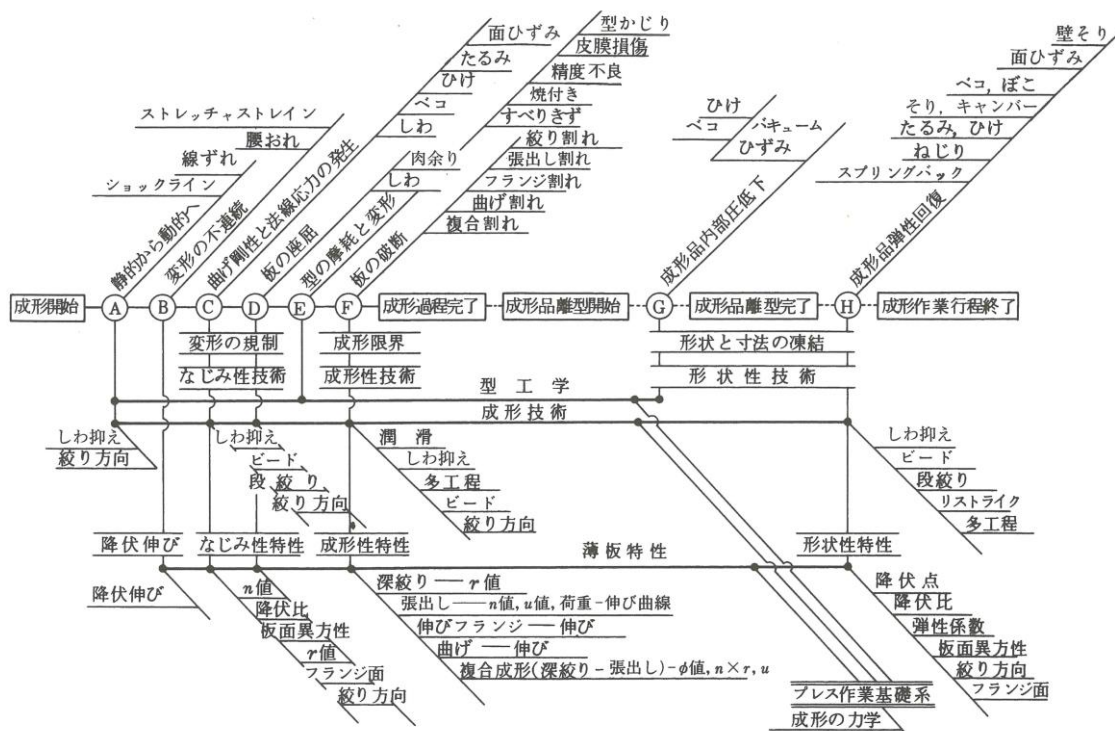 型かじり
皮膜損傷
精度不良
焼付き
すべりきず
絞り割れ
張出し割れ
フランジ割れ
曲げ割れ
複合割れ
面ひずみ
たるみ
ひけ
ベコ
しわ
肉余り
しわ
ストレッチャストレイン
腰おれ
線ずれ
ショックライン
ひけ
ベコ
バキューム
ひずみ
壁そり
面ひずみ
ベコ, ぼこ
そり, キャンバー
たるみ, ひけ
ねじり
スプリングバック
静的から動的へ
変形の不連続
曲げ剛性と法線応力の発生
板の座屈
型の摩耗と変形
板の破断
成形品内部圧低下
成形品弾性回復
成形開始 A B C D E F 成形過程完了 成形品離型開始 G 成形品離型完了 H 成形作業行程終了
変形の規制 成形限界 形状と寸法の凍結
なじみ性技術 成形性技術 形状性技術
型工学
成形技術
しわ抑え
絞り方向
しわ抑え
ビード
段絞り
絞り方向
潤滑
しわ抑え
多工程
ビード
絞り方向
しわ抑え
ビード
段絞り
リストライク
多工程
降伏伸び なじみ性特性 成形性特性 形状性特性
薄板特性
降伏伸び
n値
降伏比
板面異方性
r値
フランジ面
絞り方向
深絞り──r値
張出し──n値, u値, 荷重-伸び曲線
伸びフランジ──伸び
曲げ──伸び
複合成形(深絞り-張出し)-φ値, n×r, u
降伏点
降伏比
弾性係数
板面異方性
絞り方向
フランジ面
プレス作業基礎系
成形の力学